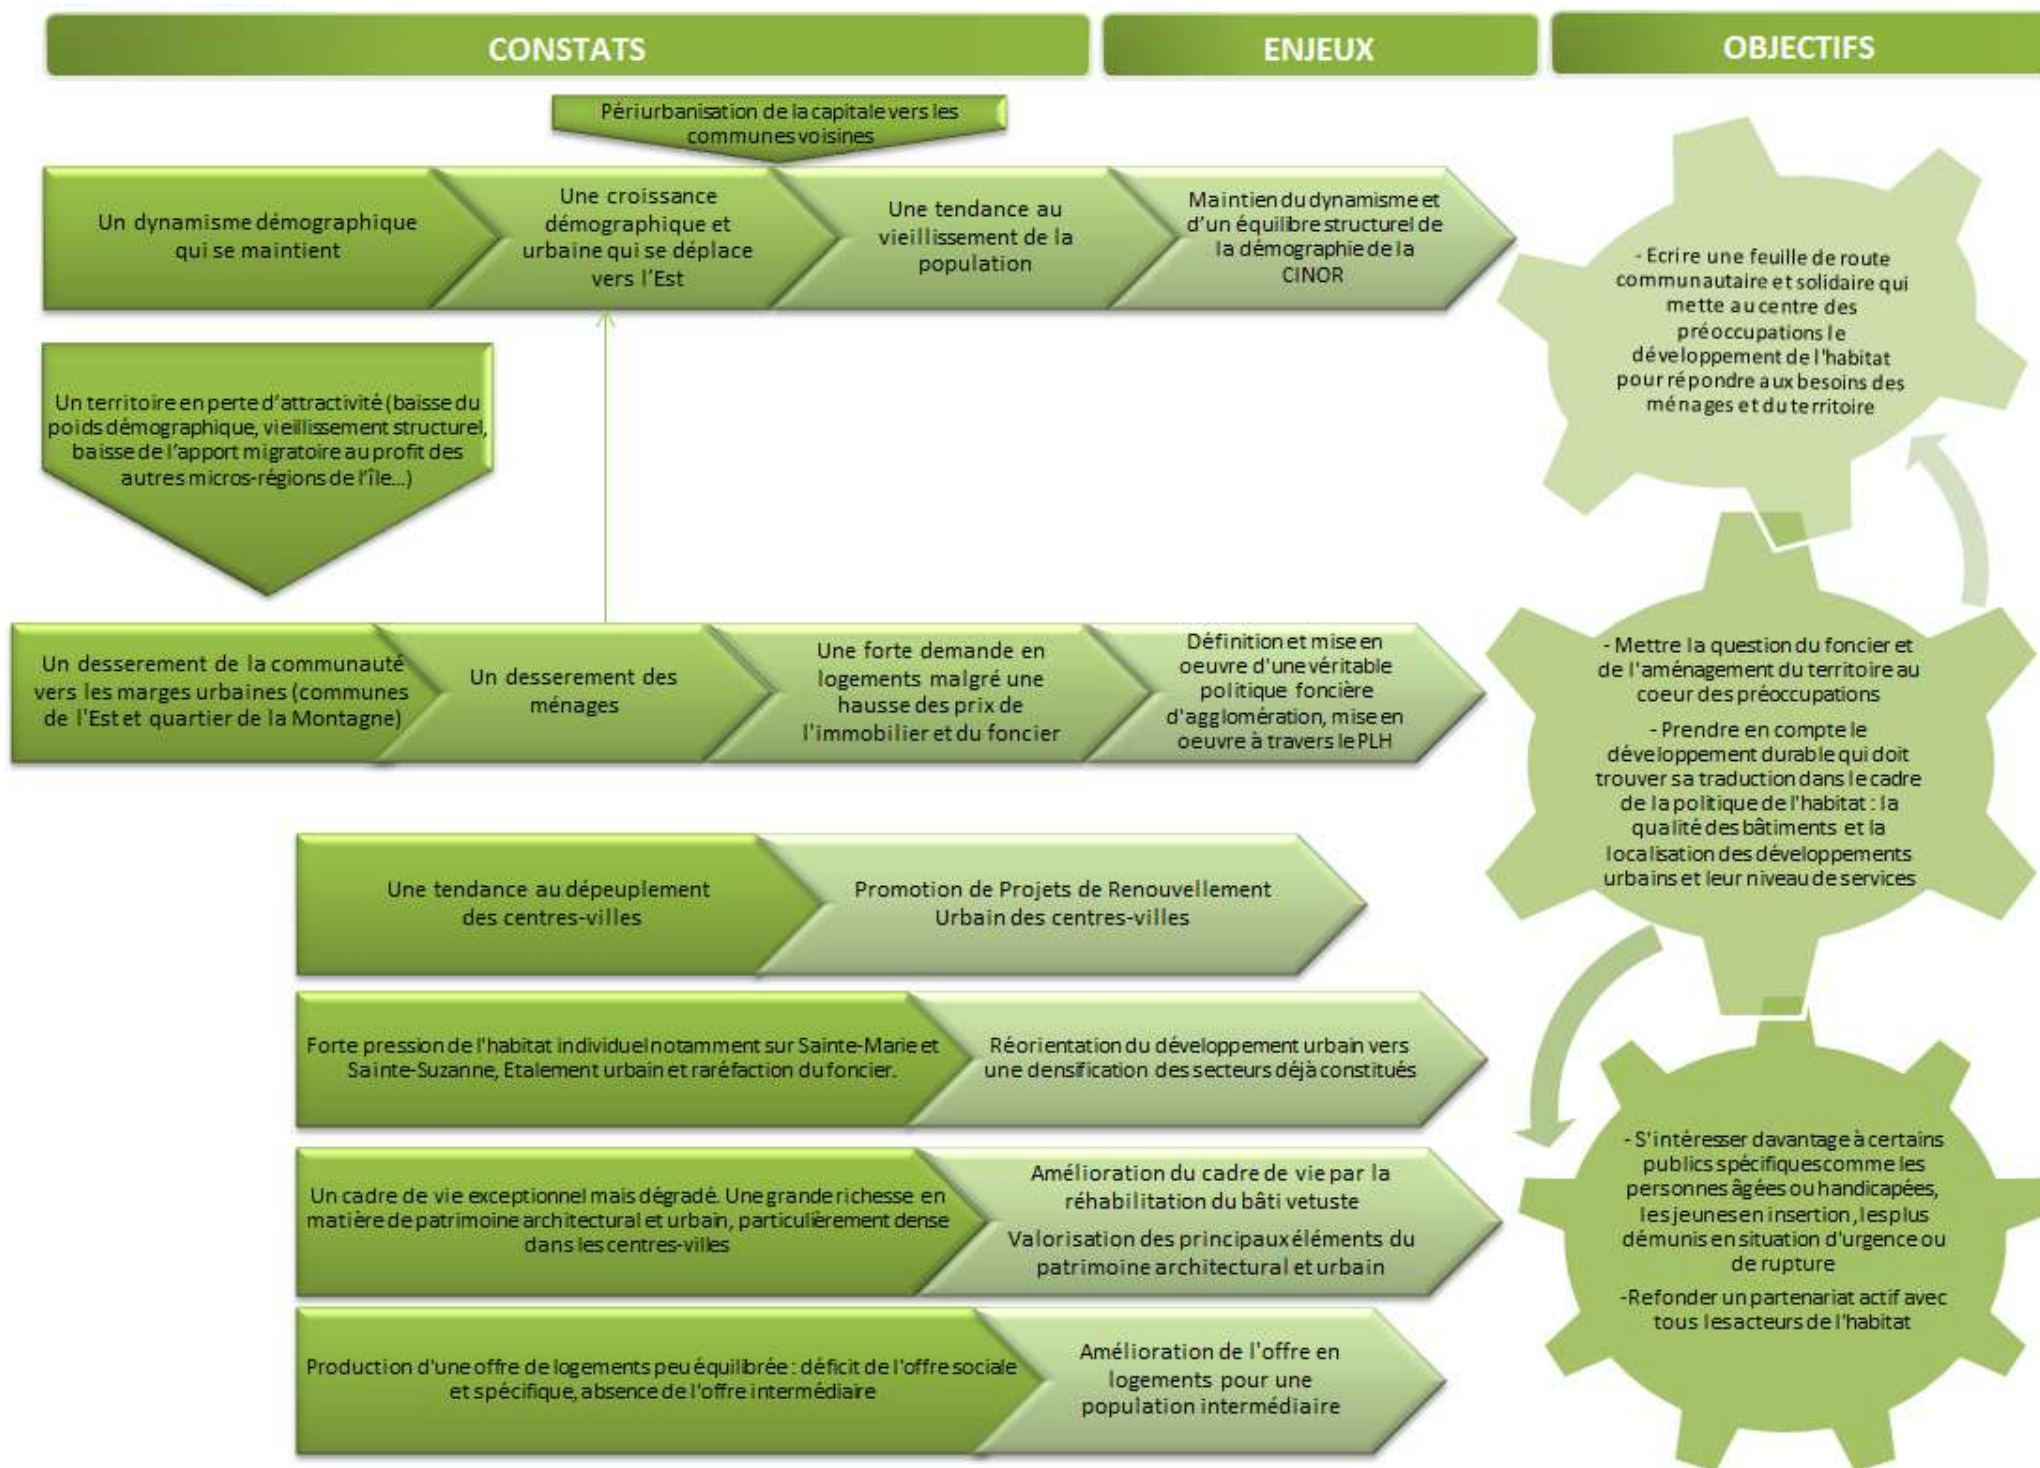 CONSTATS
ENJEUX
OBJECTIFS
Périurbanisation de la capitale vers les
communes voisines
Un dynamisme démographique
qui se maintient
Une croissance
démographique et
urbaine qui se déplace
vers l'Est
Une tendance au
vieillissement de la
population
Maintien du dynamisme et
d'un équilibre structurel de
la démographie de la
CINOR
- Ecrire une feuille de route
communautaire et solidaire qui
mette au centre des
préoccupations le
développement de l'habitat
pour répondre aux besoins des
ménages et du territoire
Un territoire en perte d'attractivité (baisse du
poids démographique, vieillissement structurel,
baisse de l'apport migratoire au profit des
autres micros-régions de l'île...)
Un desserement de la communauté
vers les marges urbaines (communes
de l'Est et quartier de la Montagne)
Un desserement des
ménages
Une forte demande en
logements malgré une
hausse des prix de
l'immobilier et du foncier
Définition et mise en
oeuvre d'une véritable
politique foncière
d'agglomération, mise en
oeuvre à travers le PLH
- Mettre la question du foncier et
de l'aménagement du territoire au
coeur des préoccupations
- Prendre en compte le
développement durable qui doit
trouver sa traduction dans le cadre
de la politique de l'habitat : la
qualité des bâtiments et la
localisation des développements
urbains et leur niveau de services
Une tendance au dépeuplement
des centres-villes
Promotion de Projets de Renouvellement
Urbain des centres-villes
Forte pression de l'habitat individuel notamment sur Sainte-Marie et
Sainte-Suzanne, Etalement urbain et raréfaction du foncier.
Réorientation du développement urbain vers
une densification des secteurs déjà constitués
Un cadre de vie exceptionnel mais dégradé. Une grande richesse en
matière de patrimoine architectural et urbain, particulièrement dense
dans les centres-villes
Amélioration du cadre de vie par la
réhabilitation du bâti vetuste
Valorisation des principaux éléments du
patrimoine architectural et urbain
- S'intéresser davantage à certains
publics spécifiques comme les
personnes âgées ou handicapées,
les jeunes en insertion, les plus
démunis en situation d'urgence ou
de rupture
-Refonder un partenariat actif avec
tous les acteurs de l'habitat
Production d'une offre de logements peu équilibrée : déficit de l'offre sociale
et spécifique, absence de l'offre intermédiaire
Amélioration de l'offre en
logements pour une
population intermédiaire